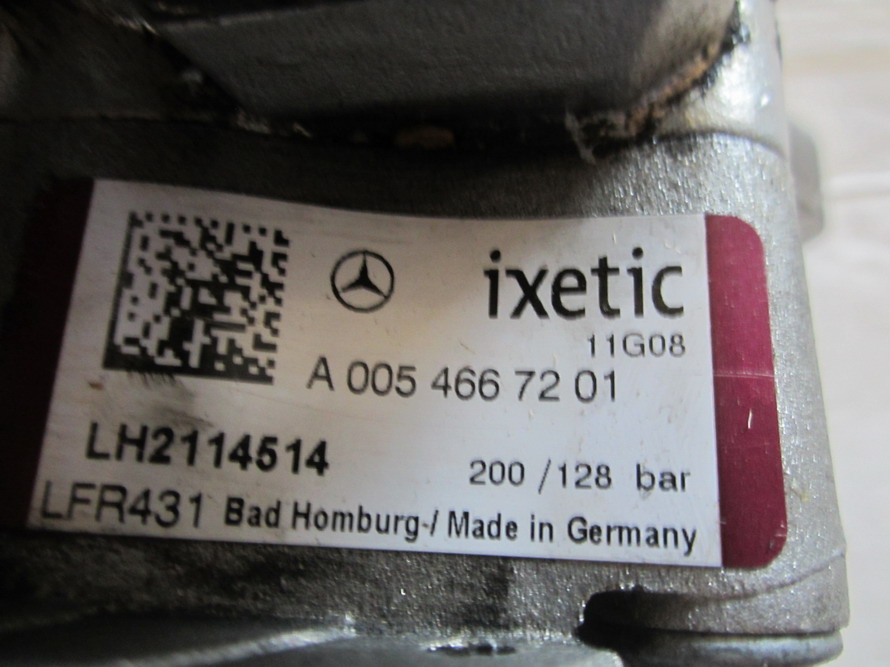 ixetic
11G08
A 005 466 72 01
LH2114514
200 /128 bar
LFR431 Bad Homburg-/ Made in Germany